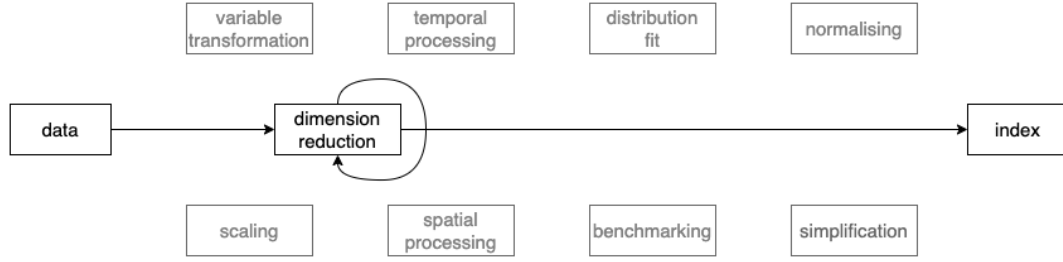 variable
transformation
temporal
processing
distribution
fit
normalising
data
dimension
reduction
index
scaling
spatial
processing
benchmarking
simplification